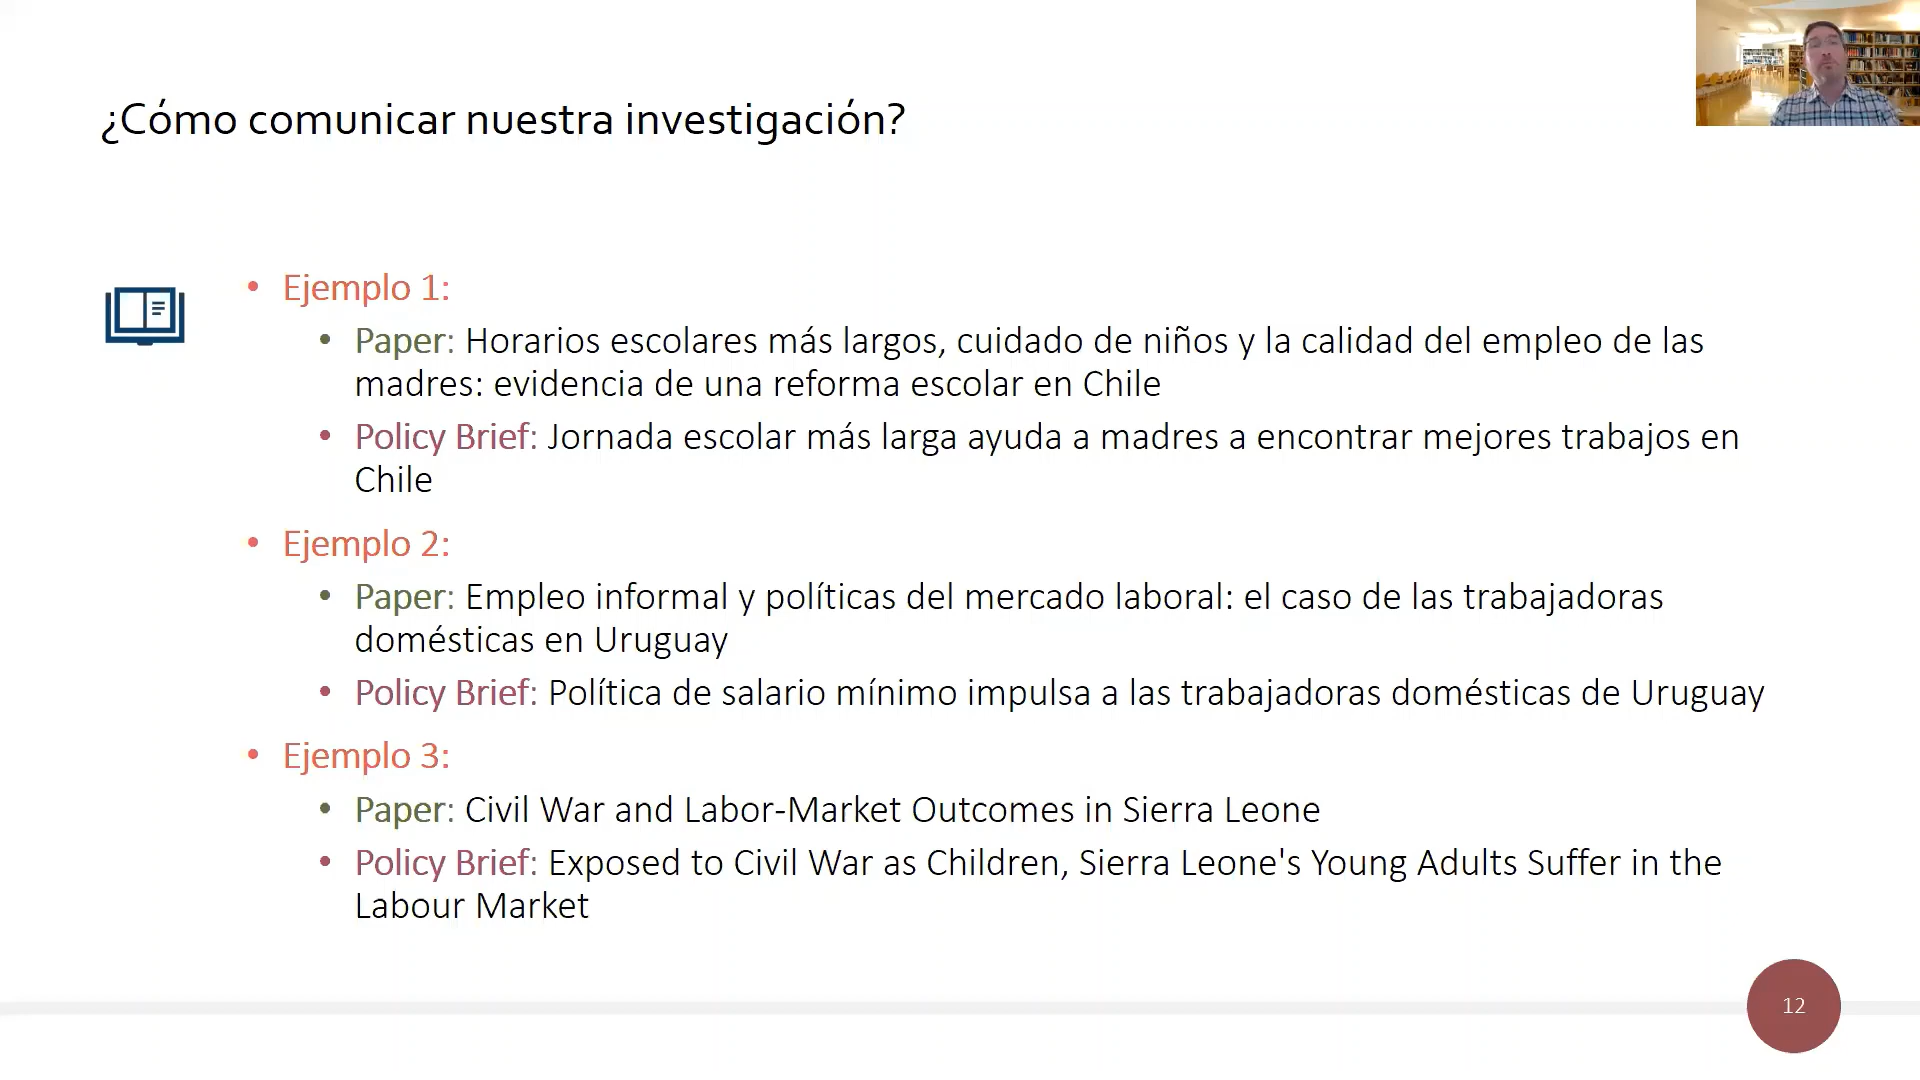 ¿Cómo comunicar nuestra investigación?
• Ejemplo 1:
• Paper: Horarios escolares más largos, cuidado de niños y la calidad del empleo de las
madres: evidencia de una reforma escolar en Chile
• Policy Brief: Jornada escolar más larga ayuda a madres a encontrar mejores trabajos en
Chile
• Ejemplo 2:
• Paper: Empleo informal y políticas del mercado laboral: el caso de las trabajadoras
domésticas en Uruguay
• Policy Brief: Política de salario mínimo impulsa a las trabajadoras domésticas de Uruguay
• Ejemplo 3:
• Paper: Civil War and Labor-Market Outcomes in Sierra Leone
• Policy Brief: Exposed to Civil War as Children, Sierra Leone's Young Adults Suffer in the
Labour Market
12